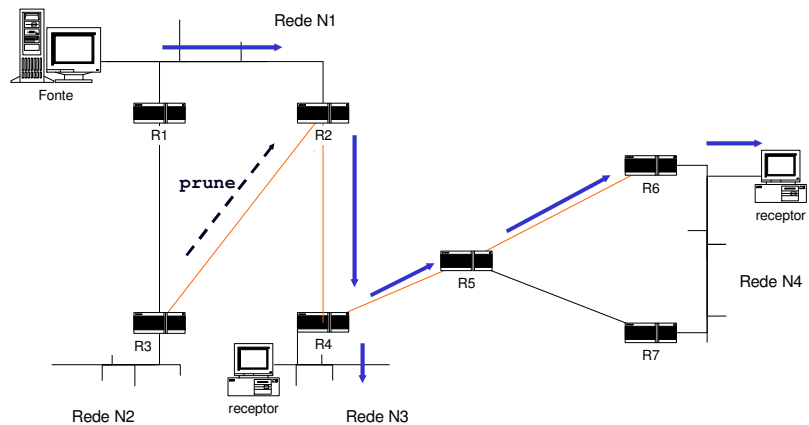 Rede N1
Fonte
R1
R2
prune
R6
receptor
R5
Rede N4
R3
R4
R7
receptor
Rede N2
Rede N3